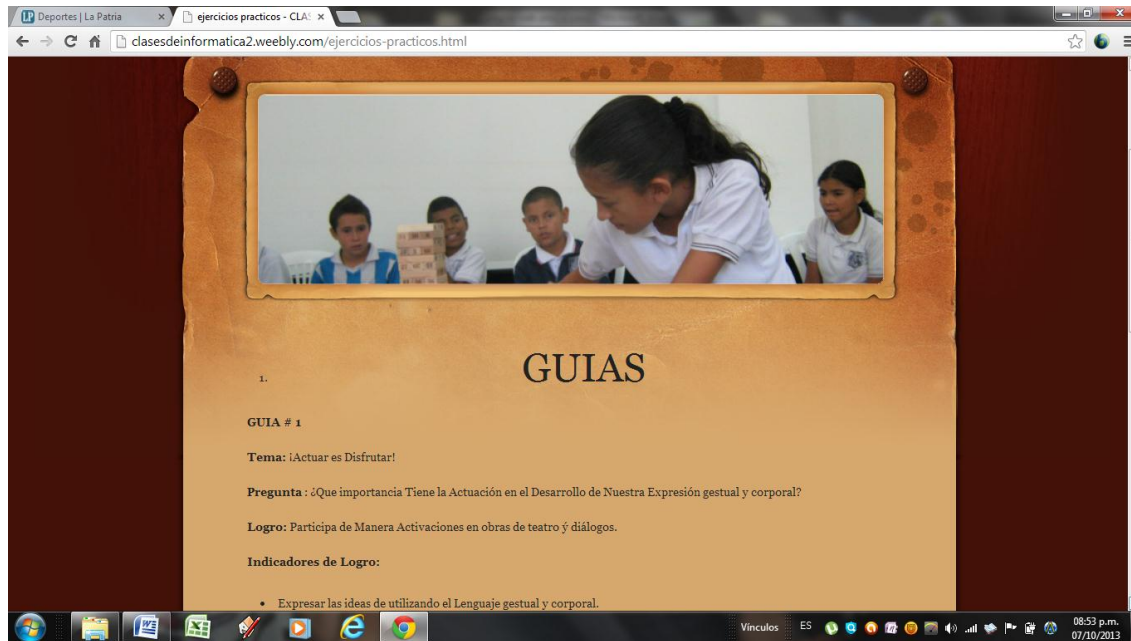 Deportes | La Patria
ejercicios practicos - CLA
clasesdeinformatica2.weebly.com/ejercicios-practicos.html
GUIAS
1.
GUIA # 1
Tema: ¡Actuar es Disfrutar!
Pregunta : ¿Que importancia Tiene la Actuación en el Desarrollo de Nuestra Expresión gestual y corporal?
Logro: Participa de Manera Activaciones en obras de teatro ý diálogos.
Indicadores de Logro:
• Expresar las ideas de utilizando el Lenguaje gestual y corporal.
Vínculos ES 08:53 p.m.
07/10/2013